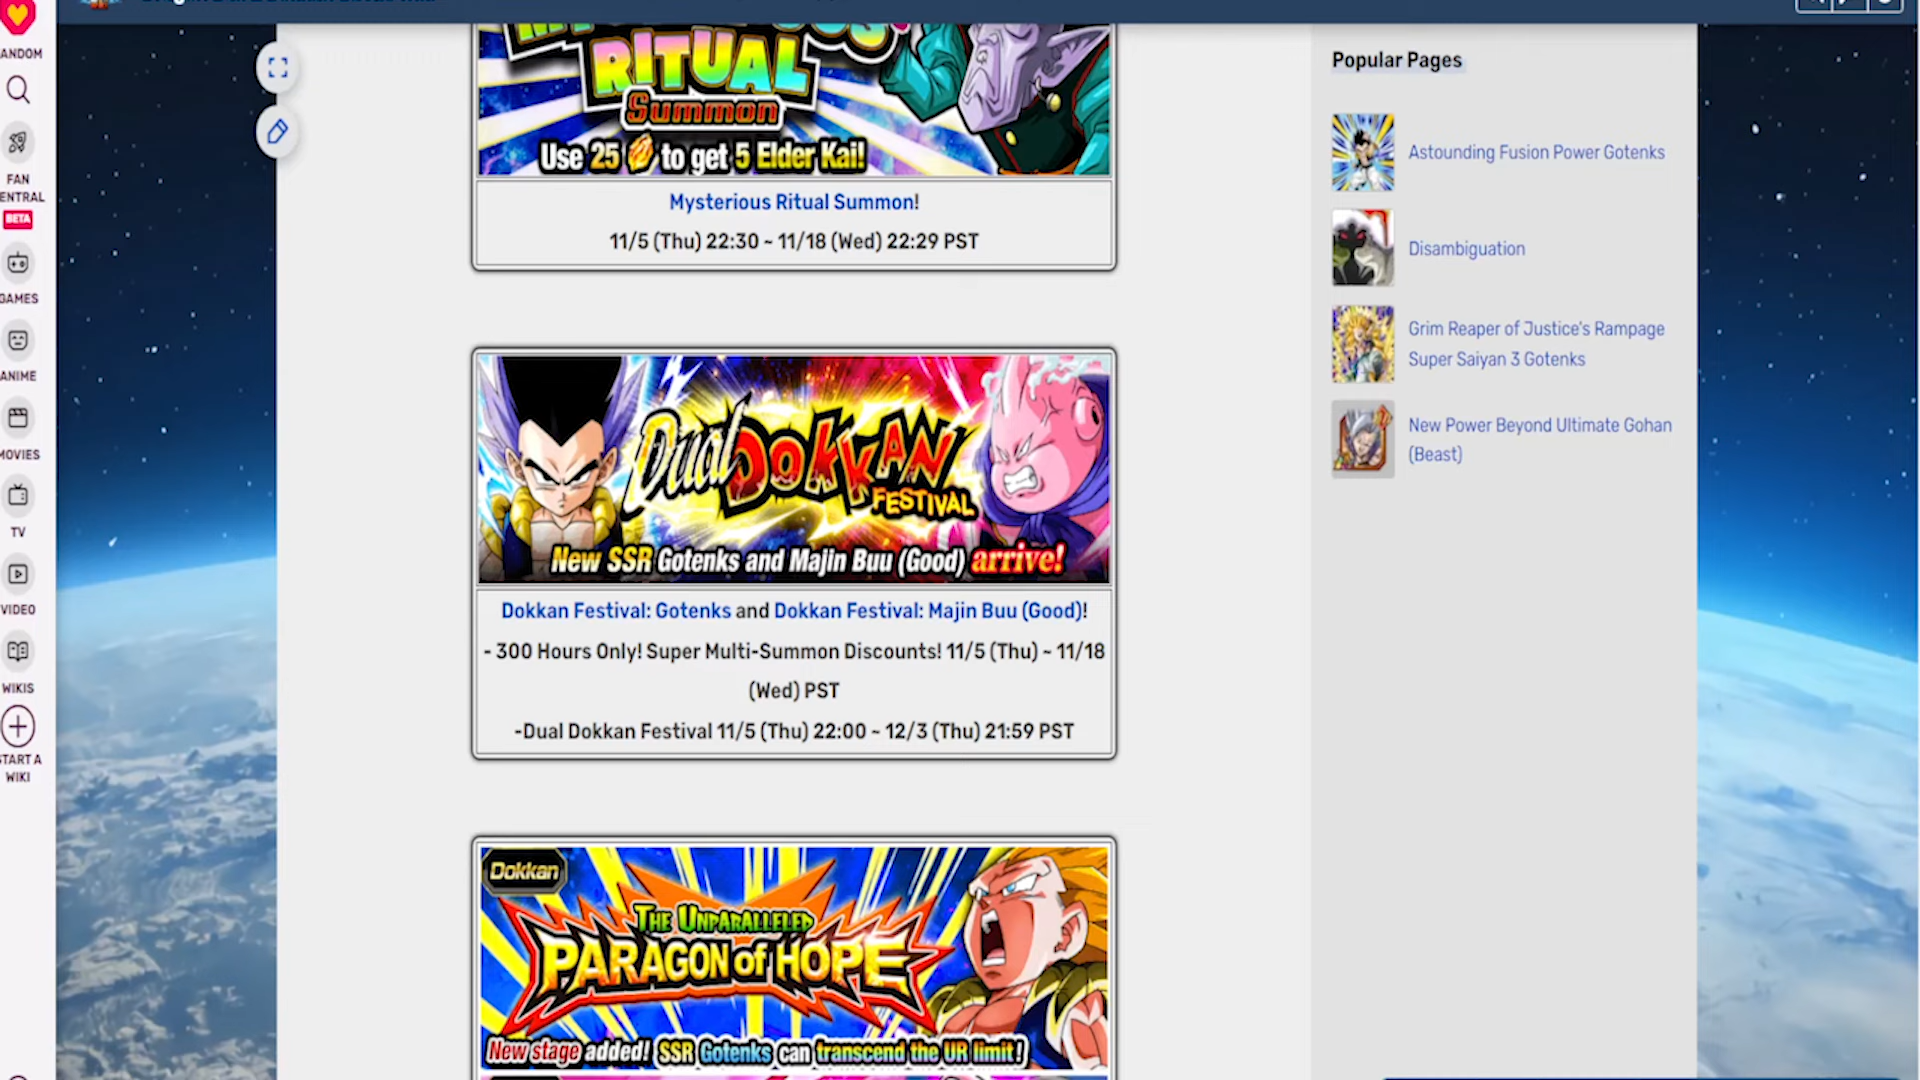 ANDOM
FAN
ENTRAL
BETA
GAMES
ANIME
MOVIES
TV
VIDEO
WIKIS
START A
WIKI
RITUAL
Summon
Use 25 to get 5 Elder Kai!
Mysterious Ritual Summon!
11/5 (Thu) 22:30 ~ 11/18 (Wed) 22:29 PST
Dual DOKKAN
FESTIVAL
New SSR Gotenks and Majin Buu (Good) arrive!
Dokkan Festival: Gotenks and Dokkan Festival: Majin Buu (Good)!
- 300 Hours Only! Super Multi-Summon Discounts! 11/5 (Thu) ~ 11/18
(Wed) PST
-Dual Dokkan Festival 11/5 (Thu) 22:00 ~ 12/3 (Thu) 21:59 PST
Dokkan
THE UNPARALLELED
PARAGON of HOPE
New stage added! SSR Gotenks can transcend the UR limit!
Popular Pages
Astounding Fusion Power Gotenks
Disambiguation
Grim Reaper of Justice's Rampage
Super Saiyan 3 Gotenks
New Power Beyond Ultimate Gohan
(Beast)